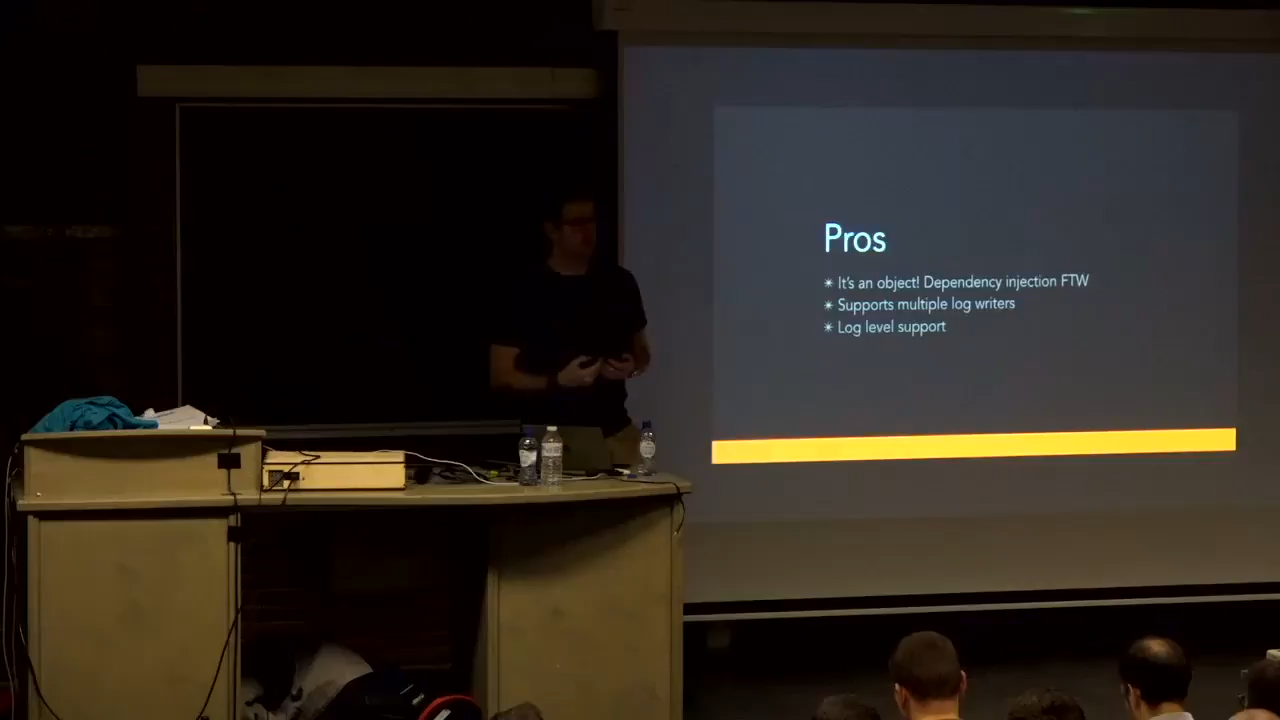 Pros
✴ It's an object! Dependency injection FTW
✴ Supports multiple log writers
✴ Log level support